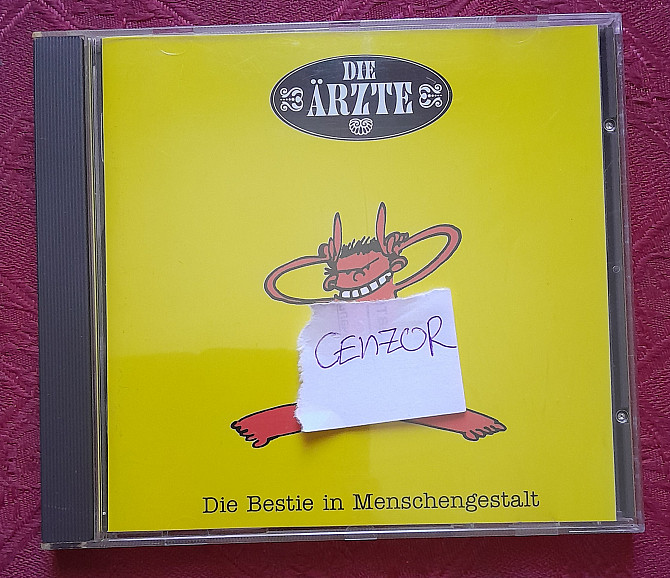 DIE
ÄRZTE
CENZOR
Die Bestie in Menschengestalt